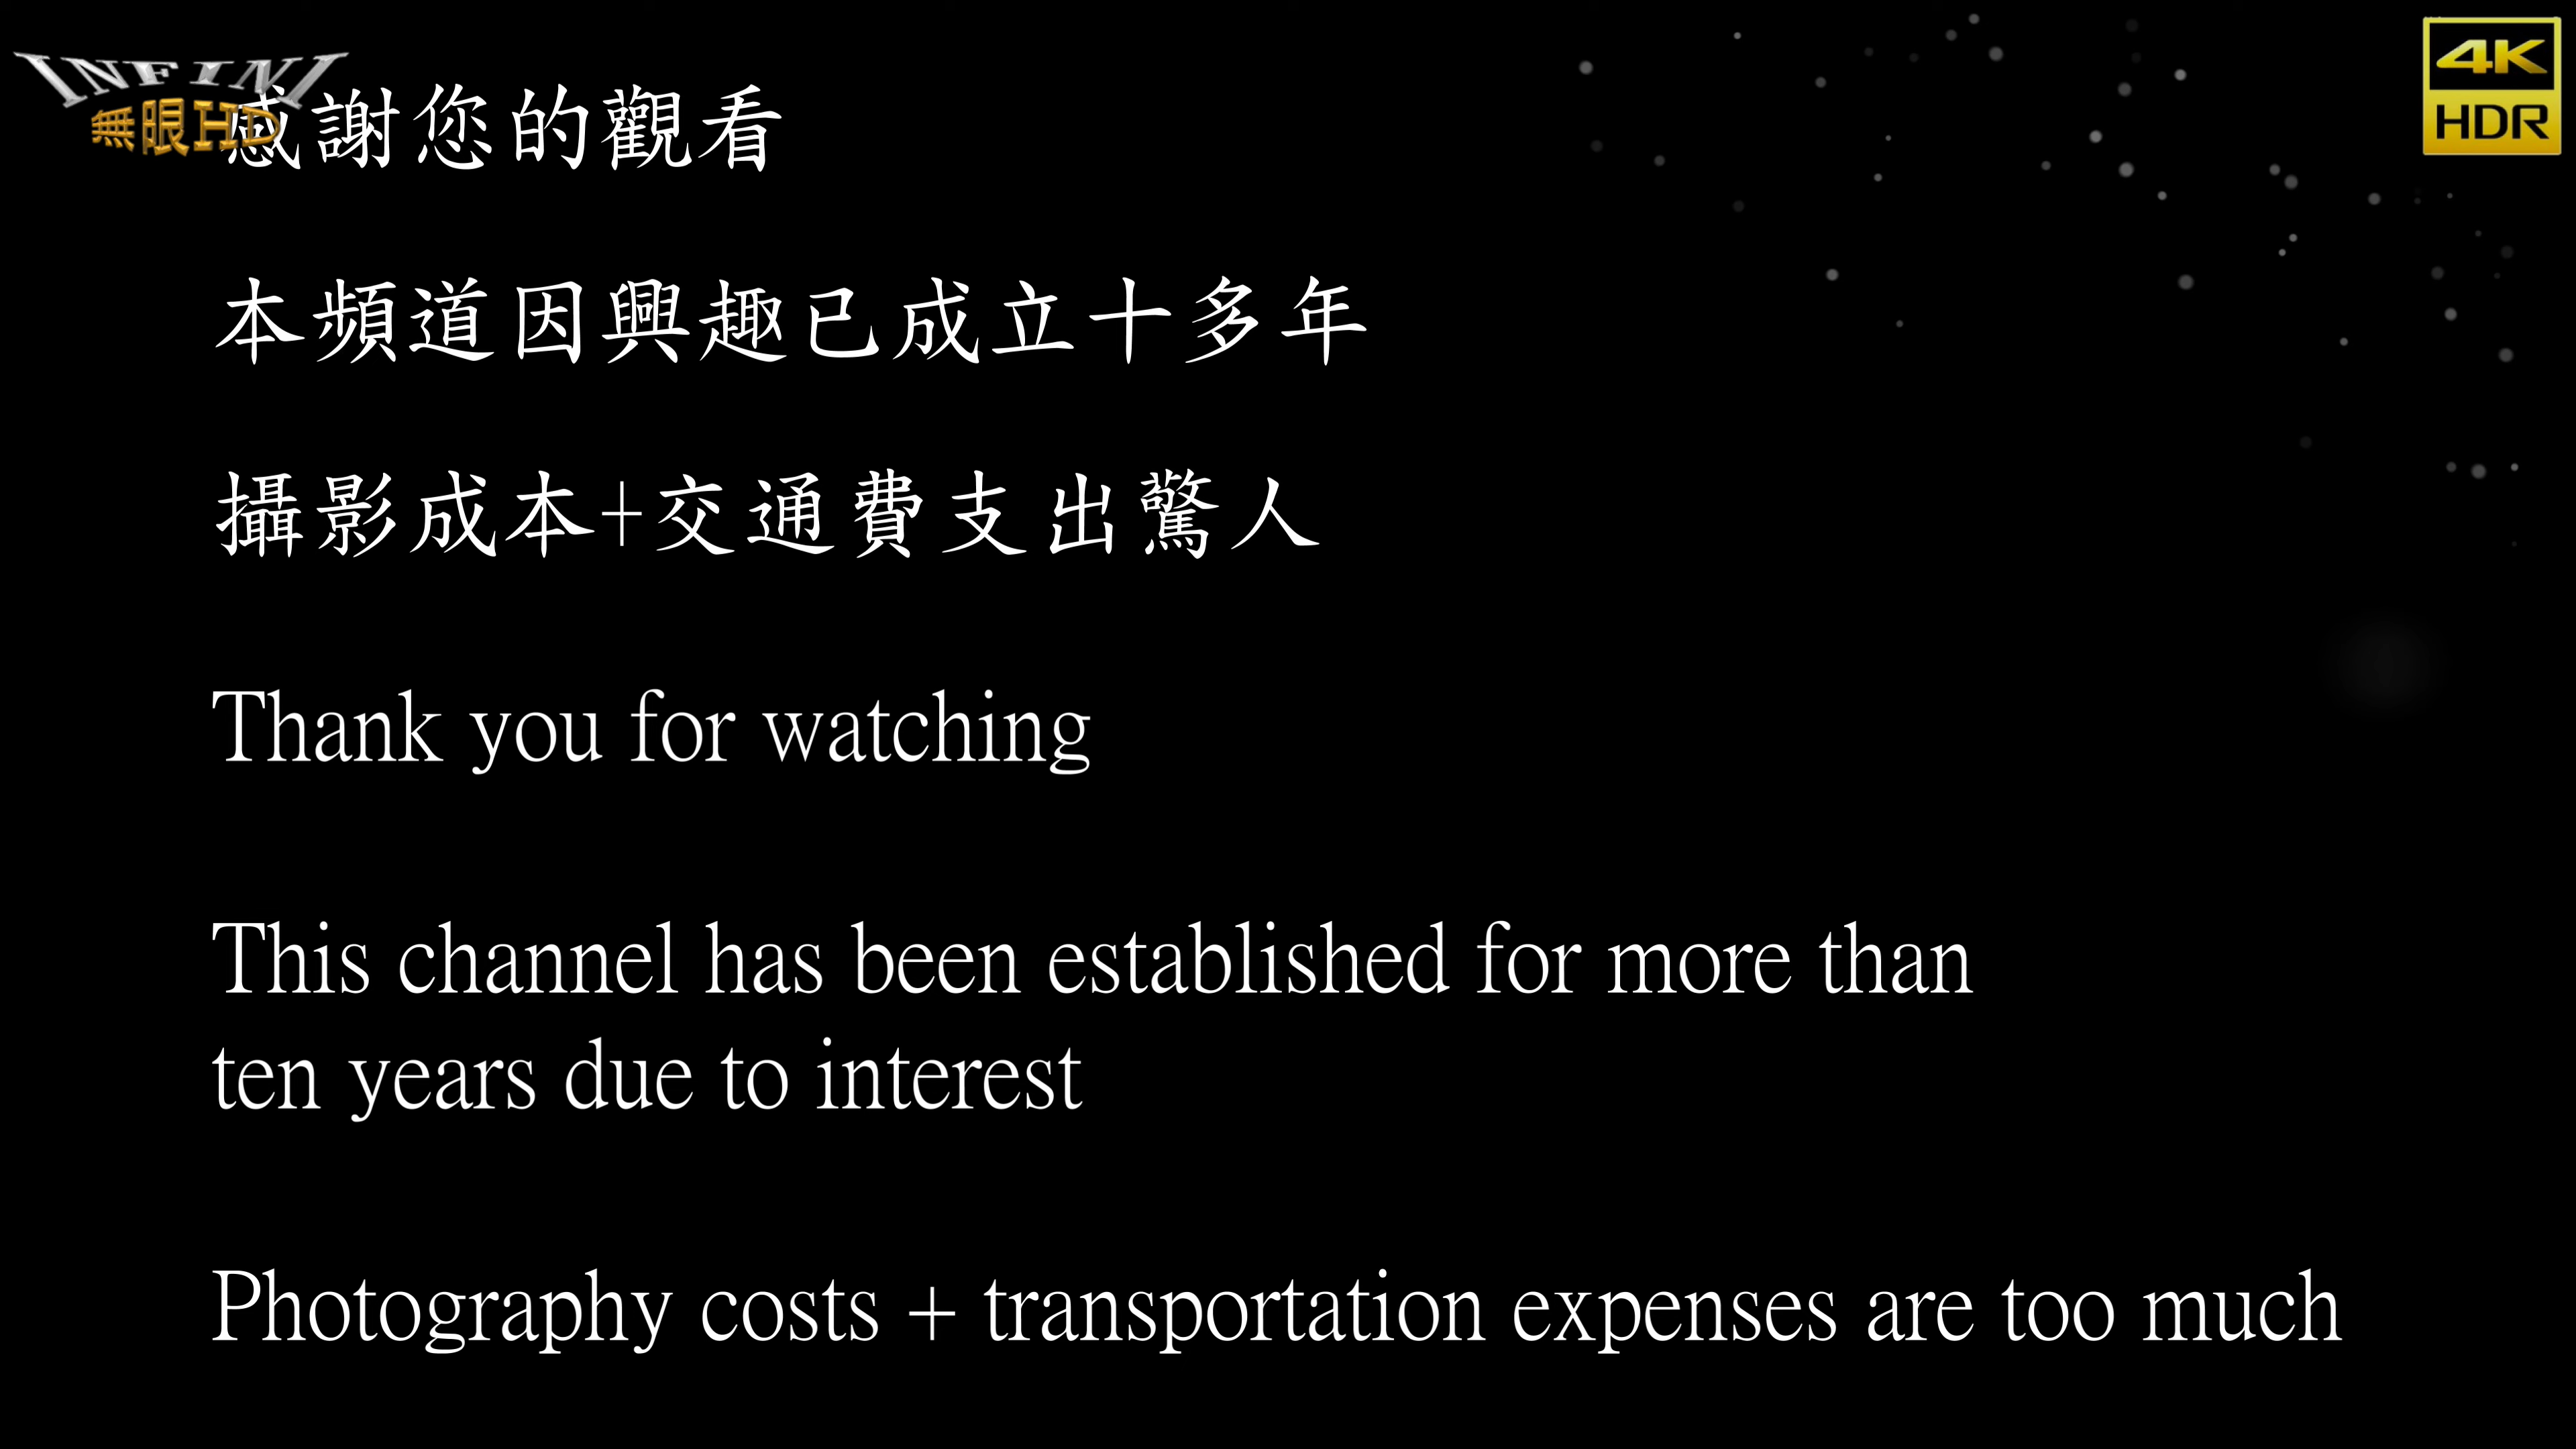 INFINI
無限HD
4K
HDR
感謝您的觀看
本頻道因興趣已成立十多年
攝影成本+交通費支出驚人
Thank you for watching
This channel has been established for more than
ten years due to interest
Photography costs + transportation expenses are too much